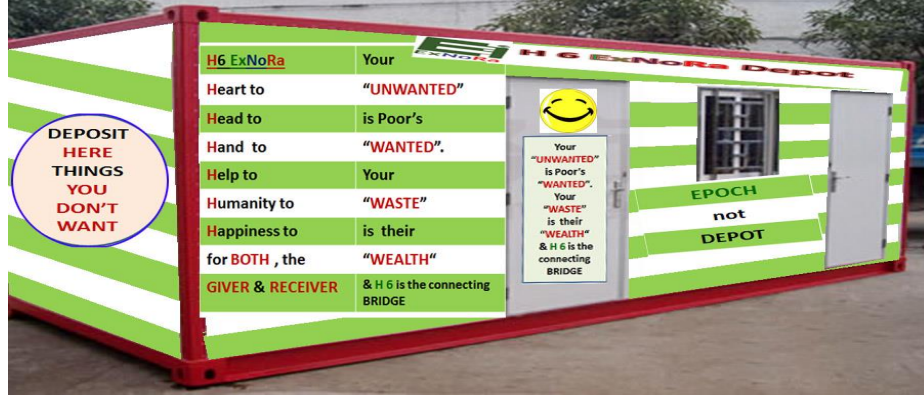 DEPOSIT
HERE
THINGS
YOU
DON'T
WANT
ExNoRa
H 6 ExNoRa Depot
H6 ExNoRa Your
Heart to "UNWANTED"
Head to is Poor's
Hand to "WANTED".
Help to Your
Humanity to "WASTE"
Happiness to is their
for BOTH , the "WEALTH"
GIVER & RECEIVER & H 6 is the connecting
BRIDGE
Your
"UNWANTED"
is Poor's
"WANTED".
Your
"WASTE"
is their
"WEALTH"
& H 6 is the
connecting
BRIDGE
EPOCH
not
DEPOT